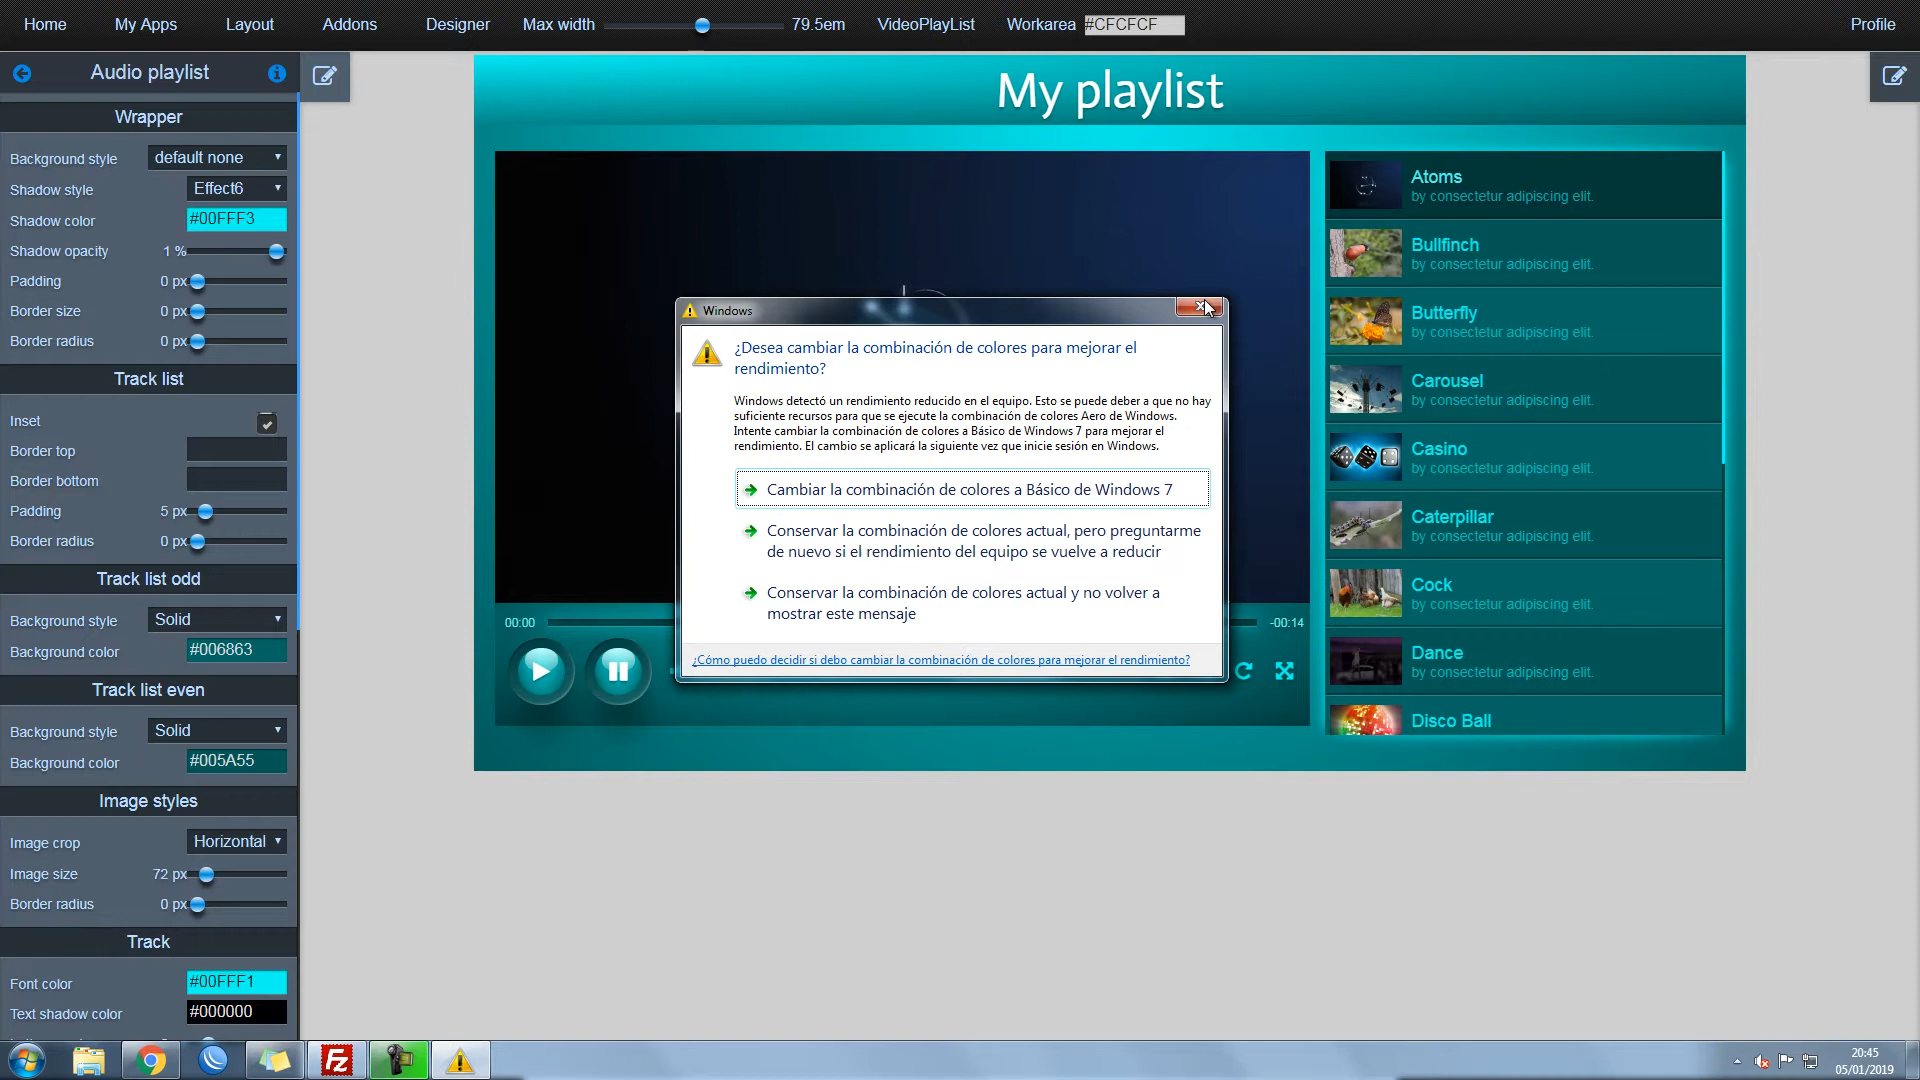 Home My Apps Layout Addons Designer Max width 79.5em VideoPlayList Workarea #CFCFCF Profile
Audio playlist
Wrapper
Background style default none
Shadow style Effect6
Shadow color #00FFF3
Shadow opacity 1 %
Padding 0 px
Border size 0 px
Border radius 0 px
Track list
Inset
Border top
Border bottom
Padding 5 px
Border radius 0 px
Track list odd
Background style Solid
Background color #006863
Track list even
Background style Solid
Background color #005A55
Image styles
Image crop Horizontal
Image size 72 px
Border radius 0 px
Track
Font color #00FFF1
Text shadow color #000000
My playlist
00:00 -00:14
Windows
¿Desea cambiar la combinación de colores para mejorar el
rendimiento?
Windows detectó un rendimiento reducido en el equipo. Esto se puede deber a que no hay
suficiente recursos para que se ejecute la combinación de colores Aero de Windows.
Intente cambiar la combinación de colores a Básico de Windows 7 para mejorar el
rendimiento. El cambio se aplicará la siguiente vez que inicie sesión en Windows.
Cambiar la combinación de colores a Básico de Windows 7
Conservar la combinación de colores actual, pero preguntarme
de nuevo si el rendimiento del equipo se vuelve a reducir
Conservar la combinación de colores actual y no volver a
mostrar este mensaje
¿Cómo puedo decidir si debo cambiar la combinación de colores para mejorar el rendimiento?
Atoms
by consectetur adipiscing elit.
Bullfinch
by consectetur adipiscing elit.
Butterfly
by consectetur adipiscing elit.
Carousel
by consectetur adipiscing elit.
Casino
by consectetur adipiscing elit.
Caterpillar
by consectetur adipiscing elit.
Cock
by consectetur adipiscing elit.
Dance
by consectetur adipiscing elit.
Disco Ball
Fz
20:45
05/01/2019